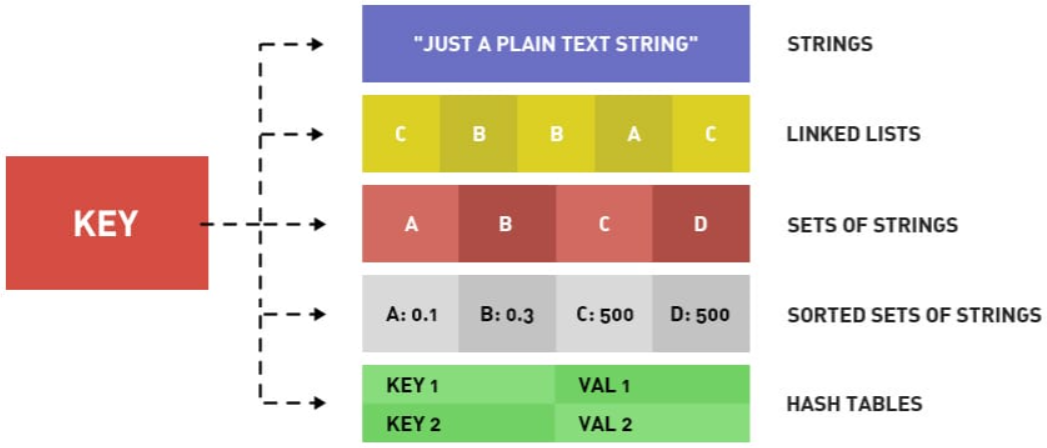 KEY
"JUST A PLAIN TEXT STRING" STRINGS
C B B A C LINKED LISTS
A B C D SETS OF STRINGS
A: 0.1 B: 0.3 C: 500 D: 500 SORTED SETS OF STRINGS
KEY 1 VAL 1
KEY 2 VAL 2
HASH TABLES